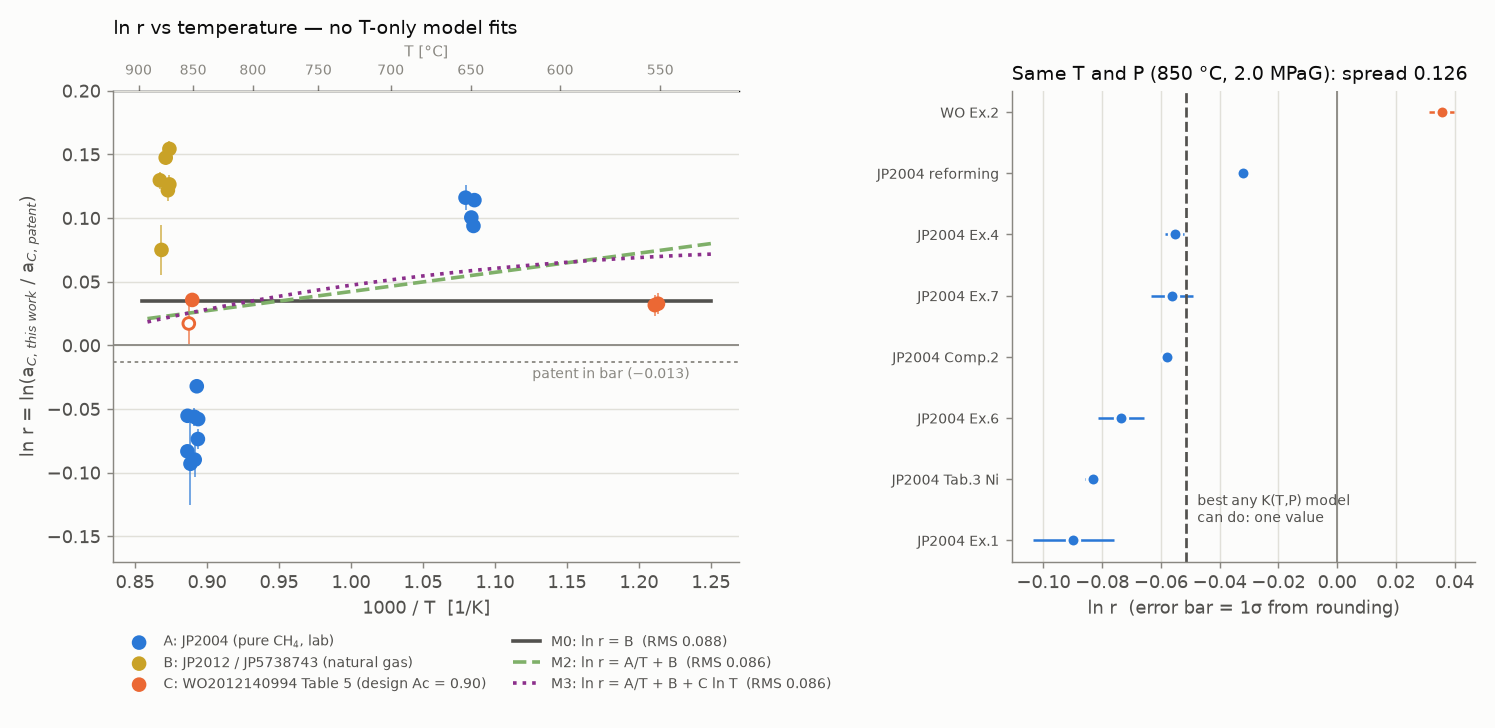 ln r vs temperature — no T-only model fits
T [°C]
900 850 800 750 700 650 600 550
0.20
0.15
0.10
0.05
0.00
−0.05
−0.10
−0.15
ln r = ln(a_C, this work / a_C, patent)
patent in bar (−0.013)
0.85 0.90 0.95 1.00 1.05 1.10 1.15 1.20 1.25
1000 / T [1/K]
A: JP2004 (pure CH₄, lab)
B: JP2012 / JP5738743 (natural gas)
C: WO2012140994 Table 5 (design Ac = 0.90)
M0: ln r = B (RMS 0.088)
M2: ln r = A/T + B (RMS 0.086)
M3: ln r = A/T + B + C ln T (RMS 0.086)
Same T and P (850 °C, 2.0 MPaG): spread 0.126
WO Ex.2
JP2004 reforming
JP2004 Ex.4
JP2004 Ex.7
JP2004 Comp.2
JP2004 Ex.6
JP2004 Tab.3 Ni
JP2004 Ex.1
best any K(T,P) model
can do: one value
−0.10 −0.08 −0.06 −0.04 −0.02 0.00 0.02 0.04
ln r (error bar = 1σ from rounding)